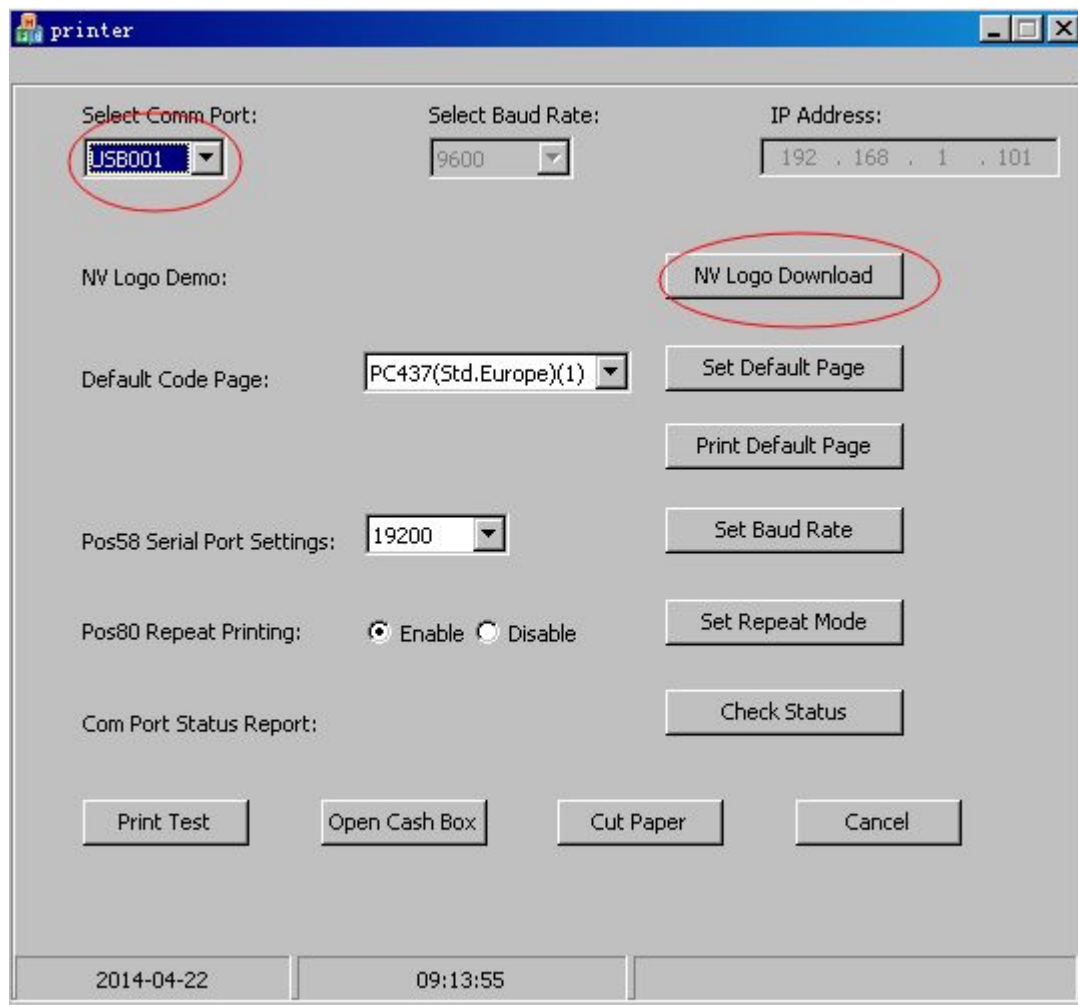 printer
Select Comm Port: Select Baud Rate: IP Address:
USB001 9600 192 . 168 . 1 . 101
NV Logo Demo: NV Logo Download
Default Code Page: PC437(Std.Europe)(1) Set Default Page
Print Default Page
Pos58 Serial Port Settings: 19200 Set Baud Rate
Pos80 Repeat Printing: Enable Disable Set Repeat Mode
Com Port Status Report: Check Status
Print Test Open Cash Box Cut Paper Cancel
2014-04-22 09:13:55